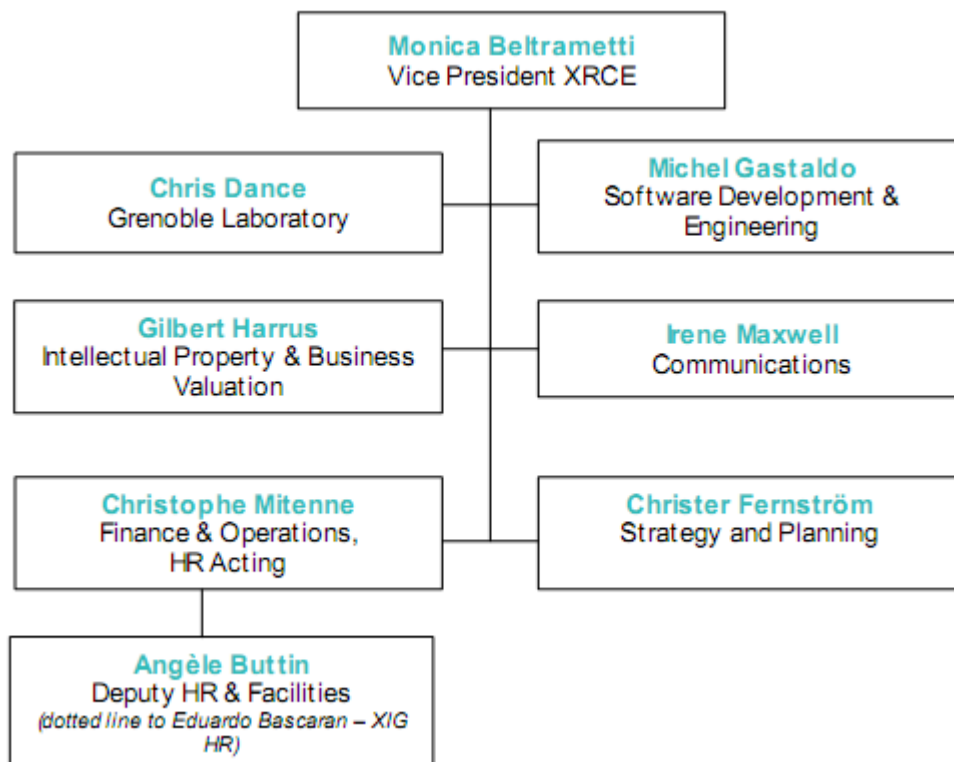 Monica Beltrametti
Vice President XRCE
Chris Dance
Grenoble Laboratory
Michel Gastaldo
Software Development &
Engineering
Gilbert Harrus
Intellectual Property & Business
Valuation
Irene Maxwell
Communications
Christophe Mitenne
Finance & Operations,
HR Acting
Christer Fernström
Strategy and Planning
Angèle Buttin
Deputy HR & Facilities
(dotted line to Eduardo Bascaran – XIG
HR)